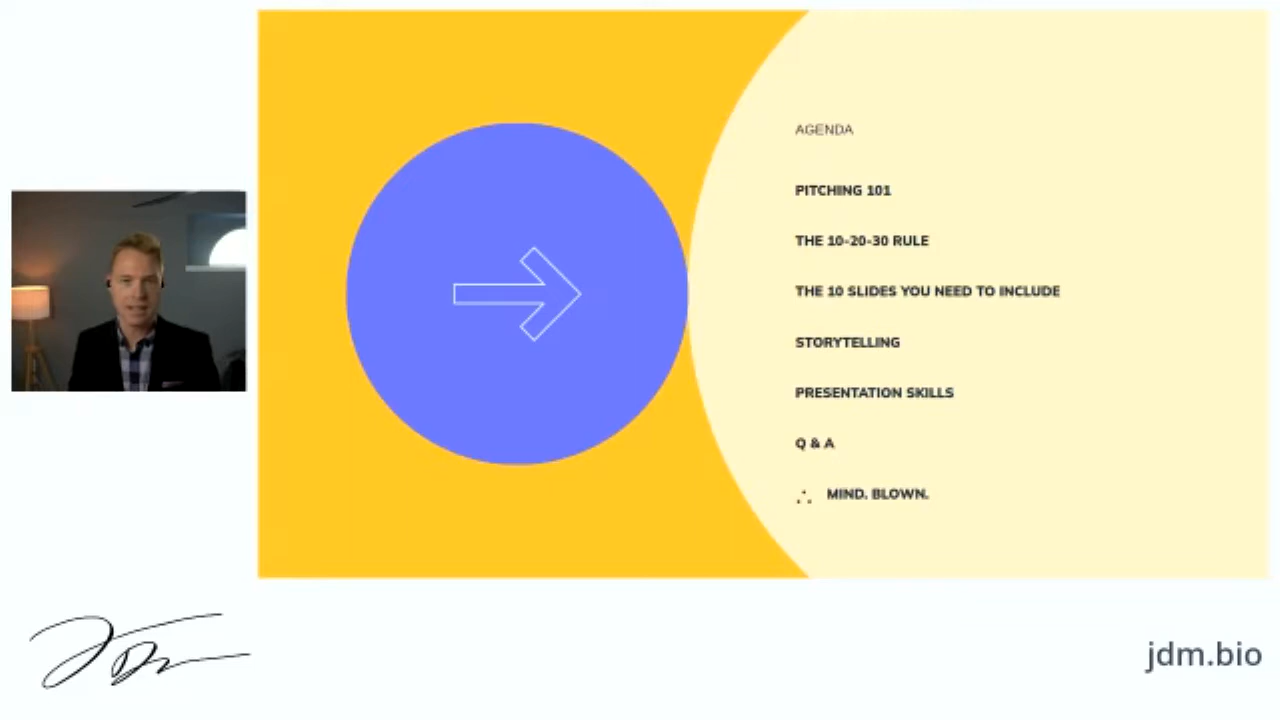 AGENDA
PITCHING 101
THE 10-20-30 RULE
THE 10 SLIDES YOU NEED TO INCLUDE
STORYTELLING
PRESENTATION SKILLS
Q & A
∴ MIND. BLOWN.
jdm.bio